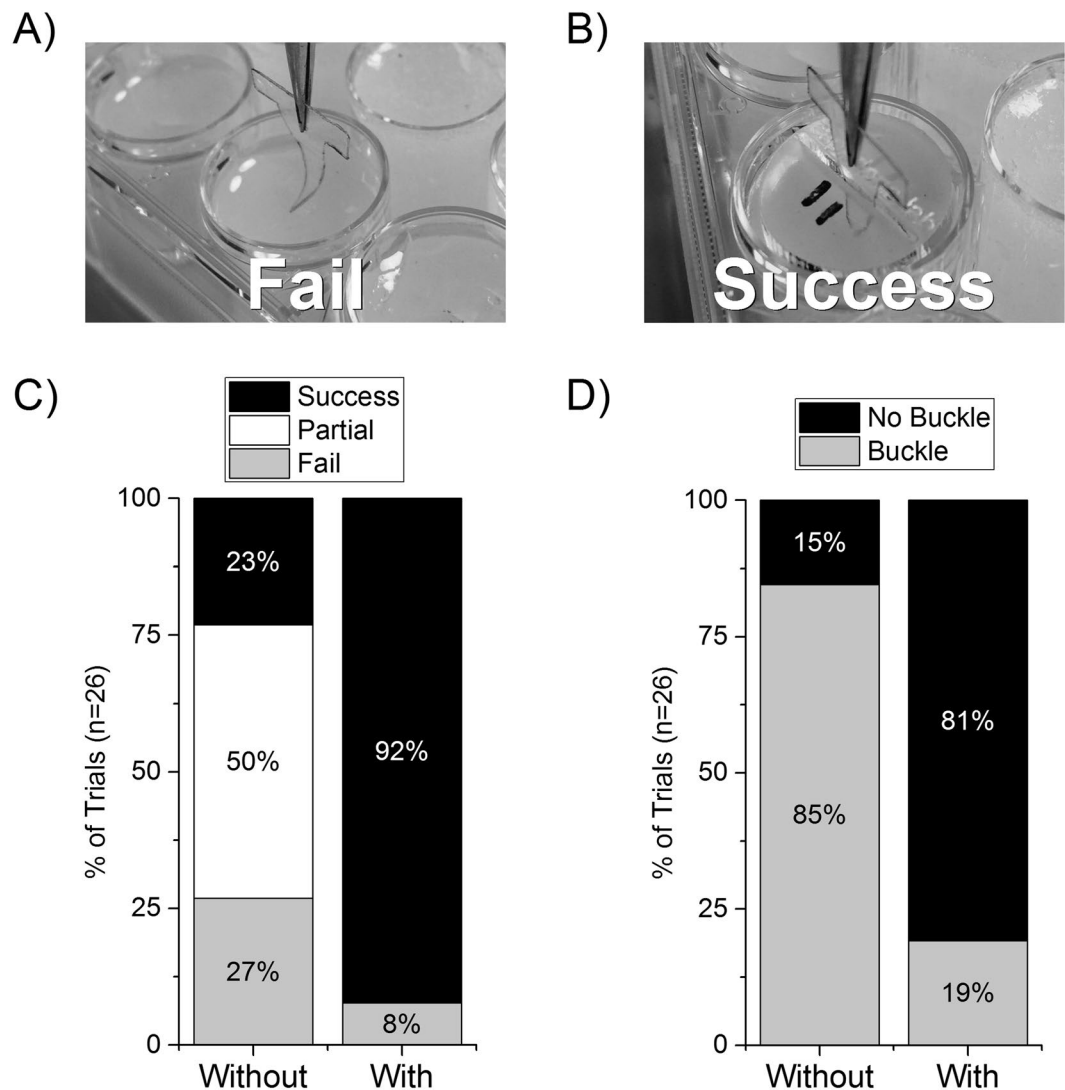 A)
B)
Fail
Success
C)
Success
Partial
Fail
% of Trials (n=26)
100
75
50
25
0
23%
50%
27%
92%
8%
Without
With
D)
No Buckle
Buckle
% of Trials (n=26)
100
75
50
25
0
15%
85%
81%
19%
Without
With